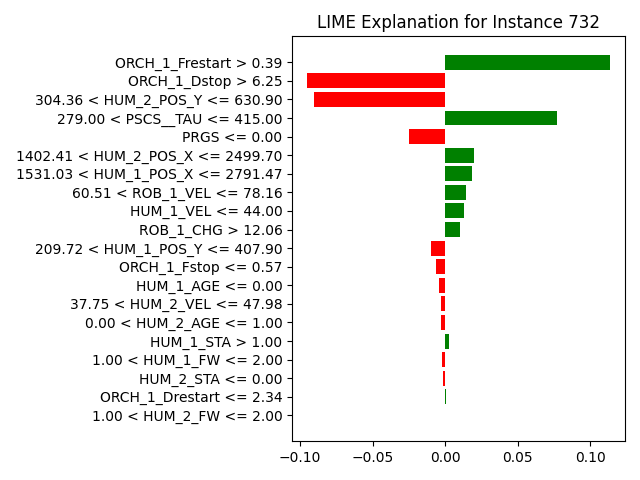 LIME Explanation for Instance 732
ORCH_1_Frestart > 0.39
ORCH_1_Dstop > 6.25
304.36 < HUM_2_POS_Y <= 630.90
279.00 < PSCS__TAU <= 415.00
PRGS <= 0.00
1402.41 < HUM_2_POS_X <= 2499.70
1531.03 < HUM_1_POS_X <= 2791.47
60.51 < ROB_1_VEL <= 78.16
HUM_1_VEL <= 44.00
ROB_1_CHG > 12.06
209.72 < HUM_1_POS_Y <= 407.90
ORCH_1_Fstop <= 0.57
HUM_1_AGE <= 0.00
37.75 < HUM_2_VEL <= 47.98
0.00 < HUM_2_AGE <= 1.00
HUM_1_STA > 1.00
1.00 < HUM_1_FW <= 2.00
HUM_2_STA <= 0.00
ORCH_1_Drestart <= 2.34
1.00 < HUM_2_FW <= 2.00
−0.10 −0.05 0.00 0.05 0.10